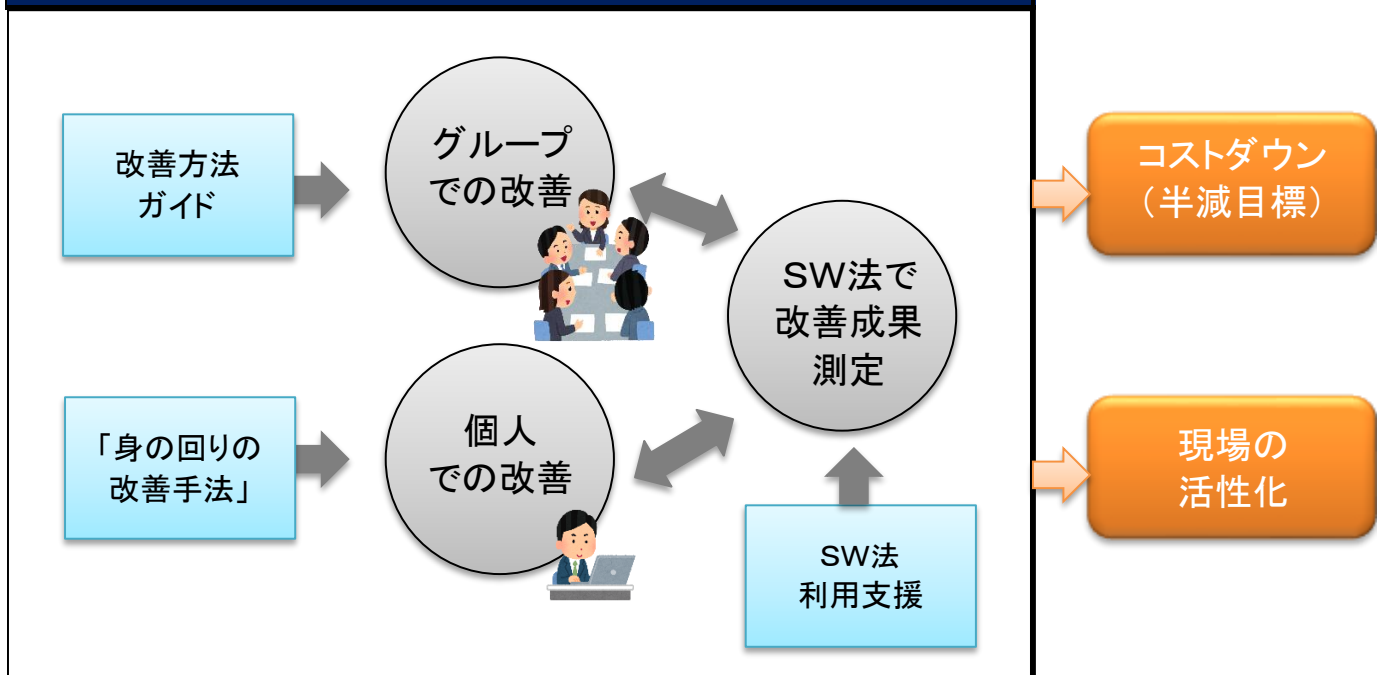 改善方法
ガイド
グループ
での改善
コストダウン
（半減目標）
SW法で
改善成果
測定
「身の回りの
改善手法」
個人
での改善
現場の
活性化
SW法
利用支援